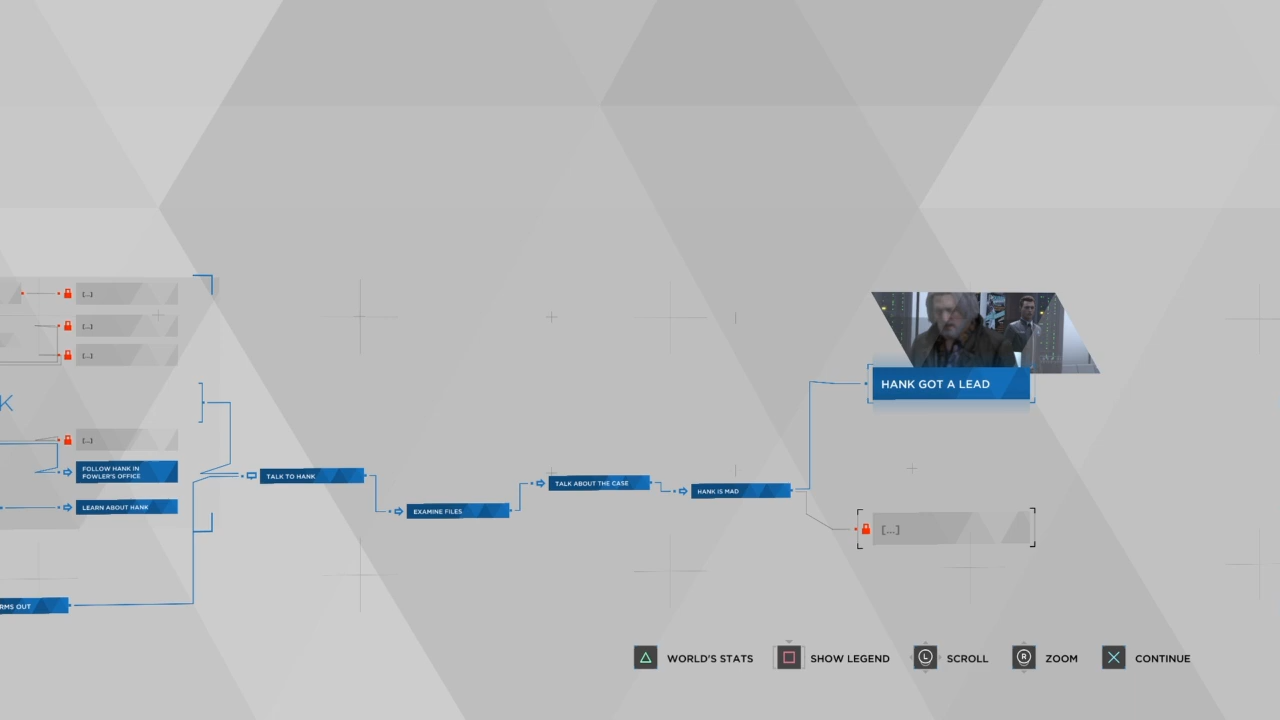 [...]
[...]
[...]
K
HANK GOT A LEAD
[...]
FOLLOW HANK IN
FOWLER'S OFFICE
TALK TO HANK
TALK ABOUT THE CASE
HANK IS MAD
LEARN ABOUT HANK
EXAMINE FILES
[...]
RMS OUT
WORLD'S STATS
SHOW LEGEND
L
SCROLL
R
ZOOM
CONTINUE